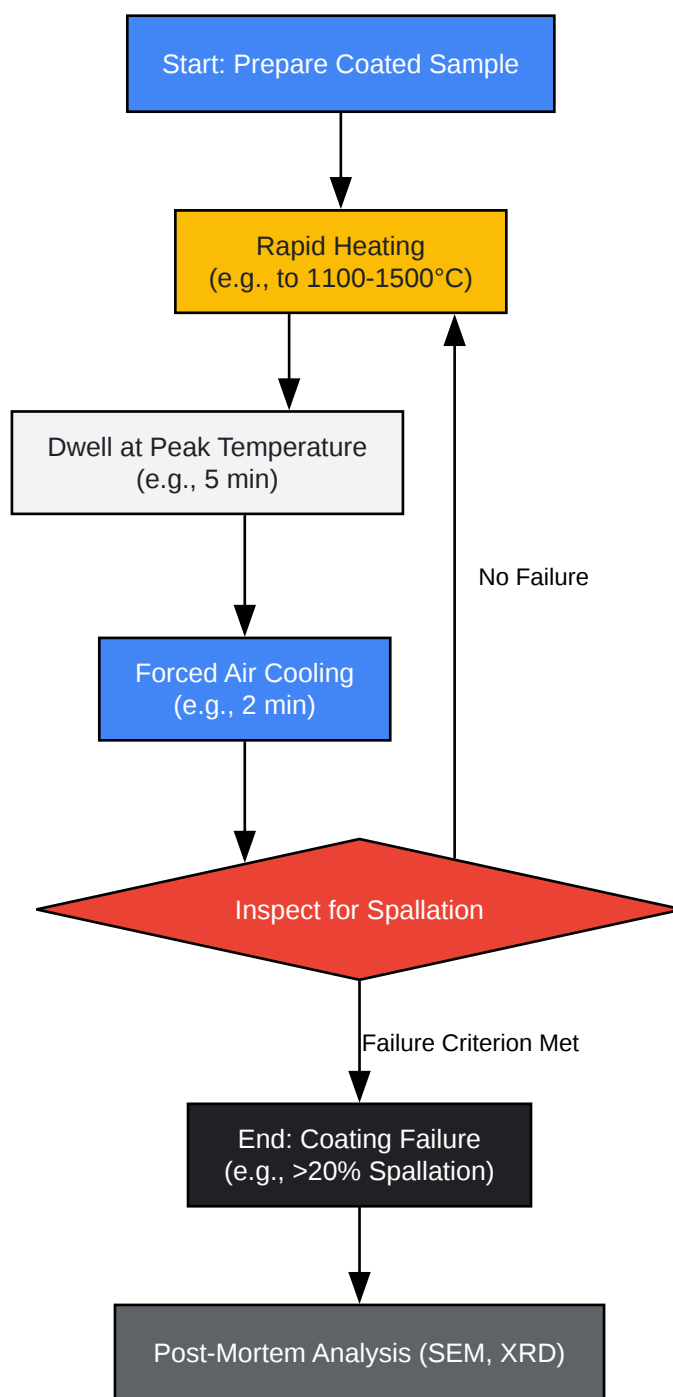 Start: Prepare Coated Sample
Rapid Heating
(e.g., to 1100-1500°C)
Dwell at Peak Temperature
(e.g., 5 min)
No Failure
Forced Air Cooling
(e.g., 2 min)
Inspect for Spallation
Failure Criterion Met
End: Coating Failure
(e.g., >20% Spallation)
Post-Mortem Analysis (SEM, XRD)